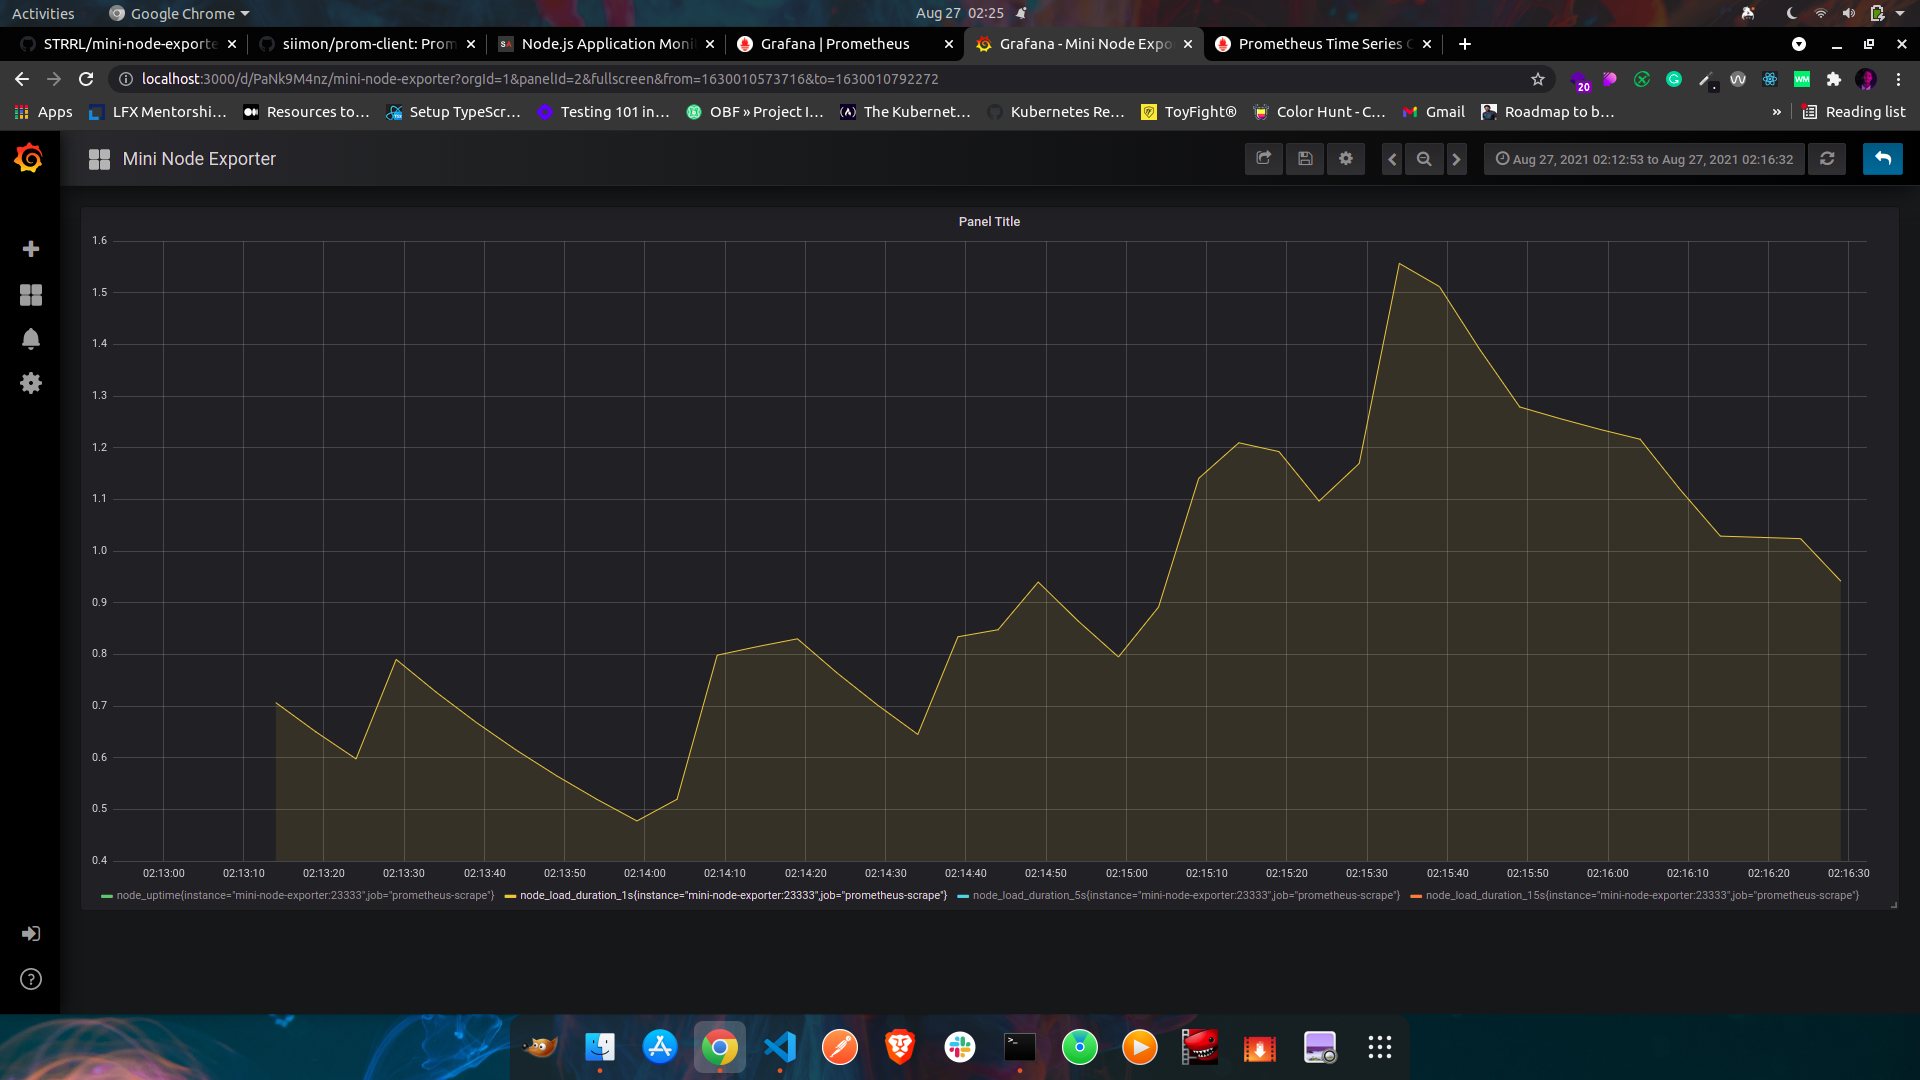 Activities
Google Chrome
Aug 27 02:25
STRRL/mini-node-exporte
siimon/prom-client: Prom
Node.js Application Moni
Grafana | Prometheus
Grafana - Mini Node Expo
Prometheus Time Series C
localhost:3000/d/PaNk9M4nz/mini-node-exporter?orgId=1&panelId=2&fullscreen&from=1630010573716&to=1630010792272
20
Apps
LFX Mentorshi...
Resources to...
Setup TypeScr...
Testing 101 in...
OBF » Project I...
The Kubernet...
Kubernetes Re...
ToyFight®
Color Hunt - C...
Gmail
Roadmap to b...
»
Reading list
Mini Node Exporter
Aug 27, 2021 02:12:53 to Aug 27, 2021 02:16:32
Panel Title
1.6
1.5
1.4
1.3
1.2
1.1
1.0
0.9
0.8
0.7
0.6
0.5
0.4
02:13:00 02:13:10 02:13:20 02:13:30 02:13:40 02:13:50 02:14:00 02:14:10 02:14:20 02:14:30 02:14:40 02:14:50 02:15:00 02:15:10 02:15:20 02:15:30 02:15:40 02:15:50 02:16:00 02:16:10 02:16:20 02:16:30
node_uptime{instance="mini-node-exporter:23333",job="prometheus-scrape"}
node_load_duration_1s{instance="mini-node-exporter:23333",job="prometheus-scrape"}
node_load_duration_5s{instance="mini-node-exporter:23333",job="prometheus-scrape"}
node_load_duration_15s{instance="mini-node-exporter:23333",job="prometheus-scrape"}